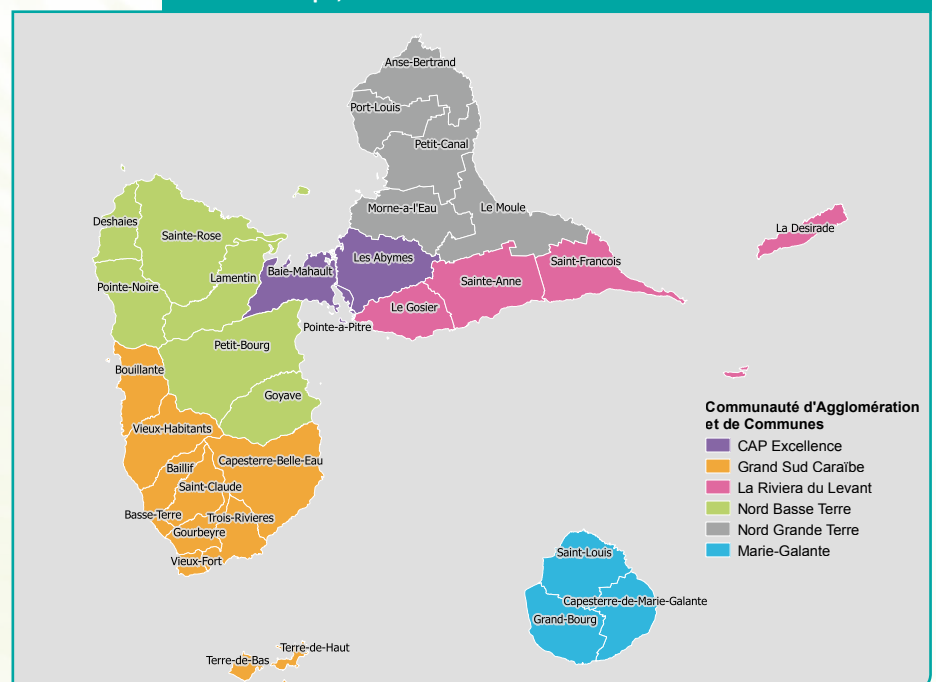 Anse-Bertrand
Port-Louis
Petit-Canal
Morne-a-l'Eau
Le Moule
Deshaies
Sainte-Rose
La Desirade
Les Abymes
Saint-Francois
Baie-Mahault
Lamentin
Sainte-Anne
Pointe-Noire
Le Gosier
Pointe-a-Pitre
Petit-Bourg
Bouillante
Goyave
Vieux-Habitants
Capesterre-Belle-Eau
Baillif
Saint-Claude
Basse-Terre
Trois-Rivieres
Gourbeyre
Vieux-Fort
Communauté d'Agglomération
et de Communes
CAP Excellence
Grand Sud Caraïbe
La Riviera du Levant
Nord Basse Terre
Nord Grande Terre
Marie-Galante
Saint-Louis
Capesterre-de-Marie-Galante
Grand-Bourg
Terre-de-Haut
Terre-de-Bas